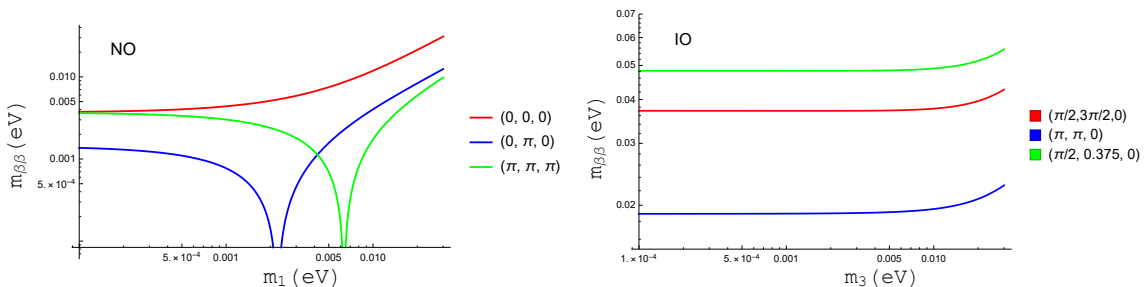 NO
m_ββ (eV)
0.010
0.005
0.001
5.×10⁻⁴
5.×10⁻⁴ 0.001 0.005 0.010
m₁ (eV)
(0, 0, 0)
(0, π, 0)
(π, π, π)
IO
m_ββ (eV)
0.07
0.06
0.05
0.04
0.03
0.02
1.×10⁻⁴ 5.×10⁻⁴ 0.001 0.005 0.010
m₃ (eV)
(π/2,3π/2,0)
(π, π, 0)
(π/2, 0.375, 0)